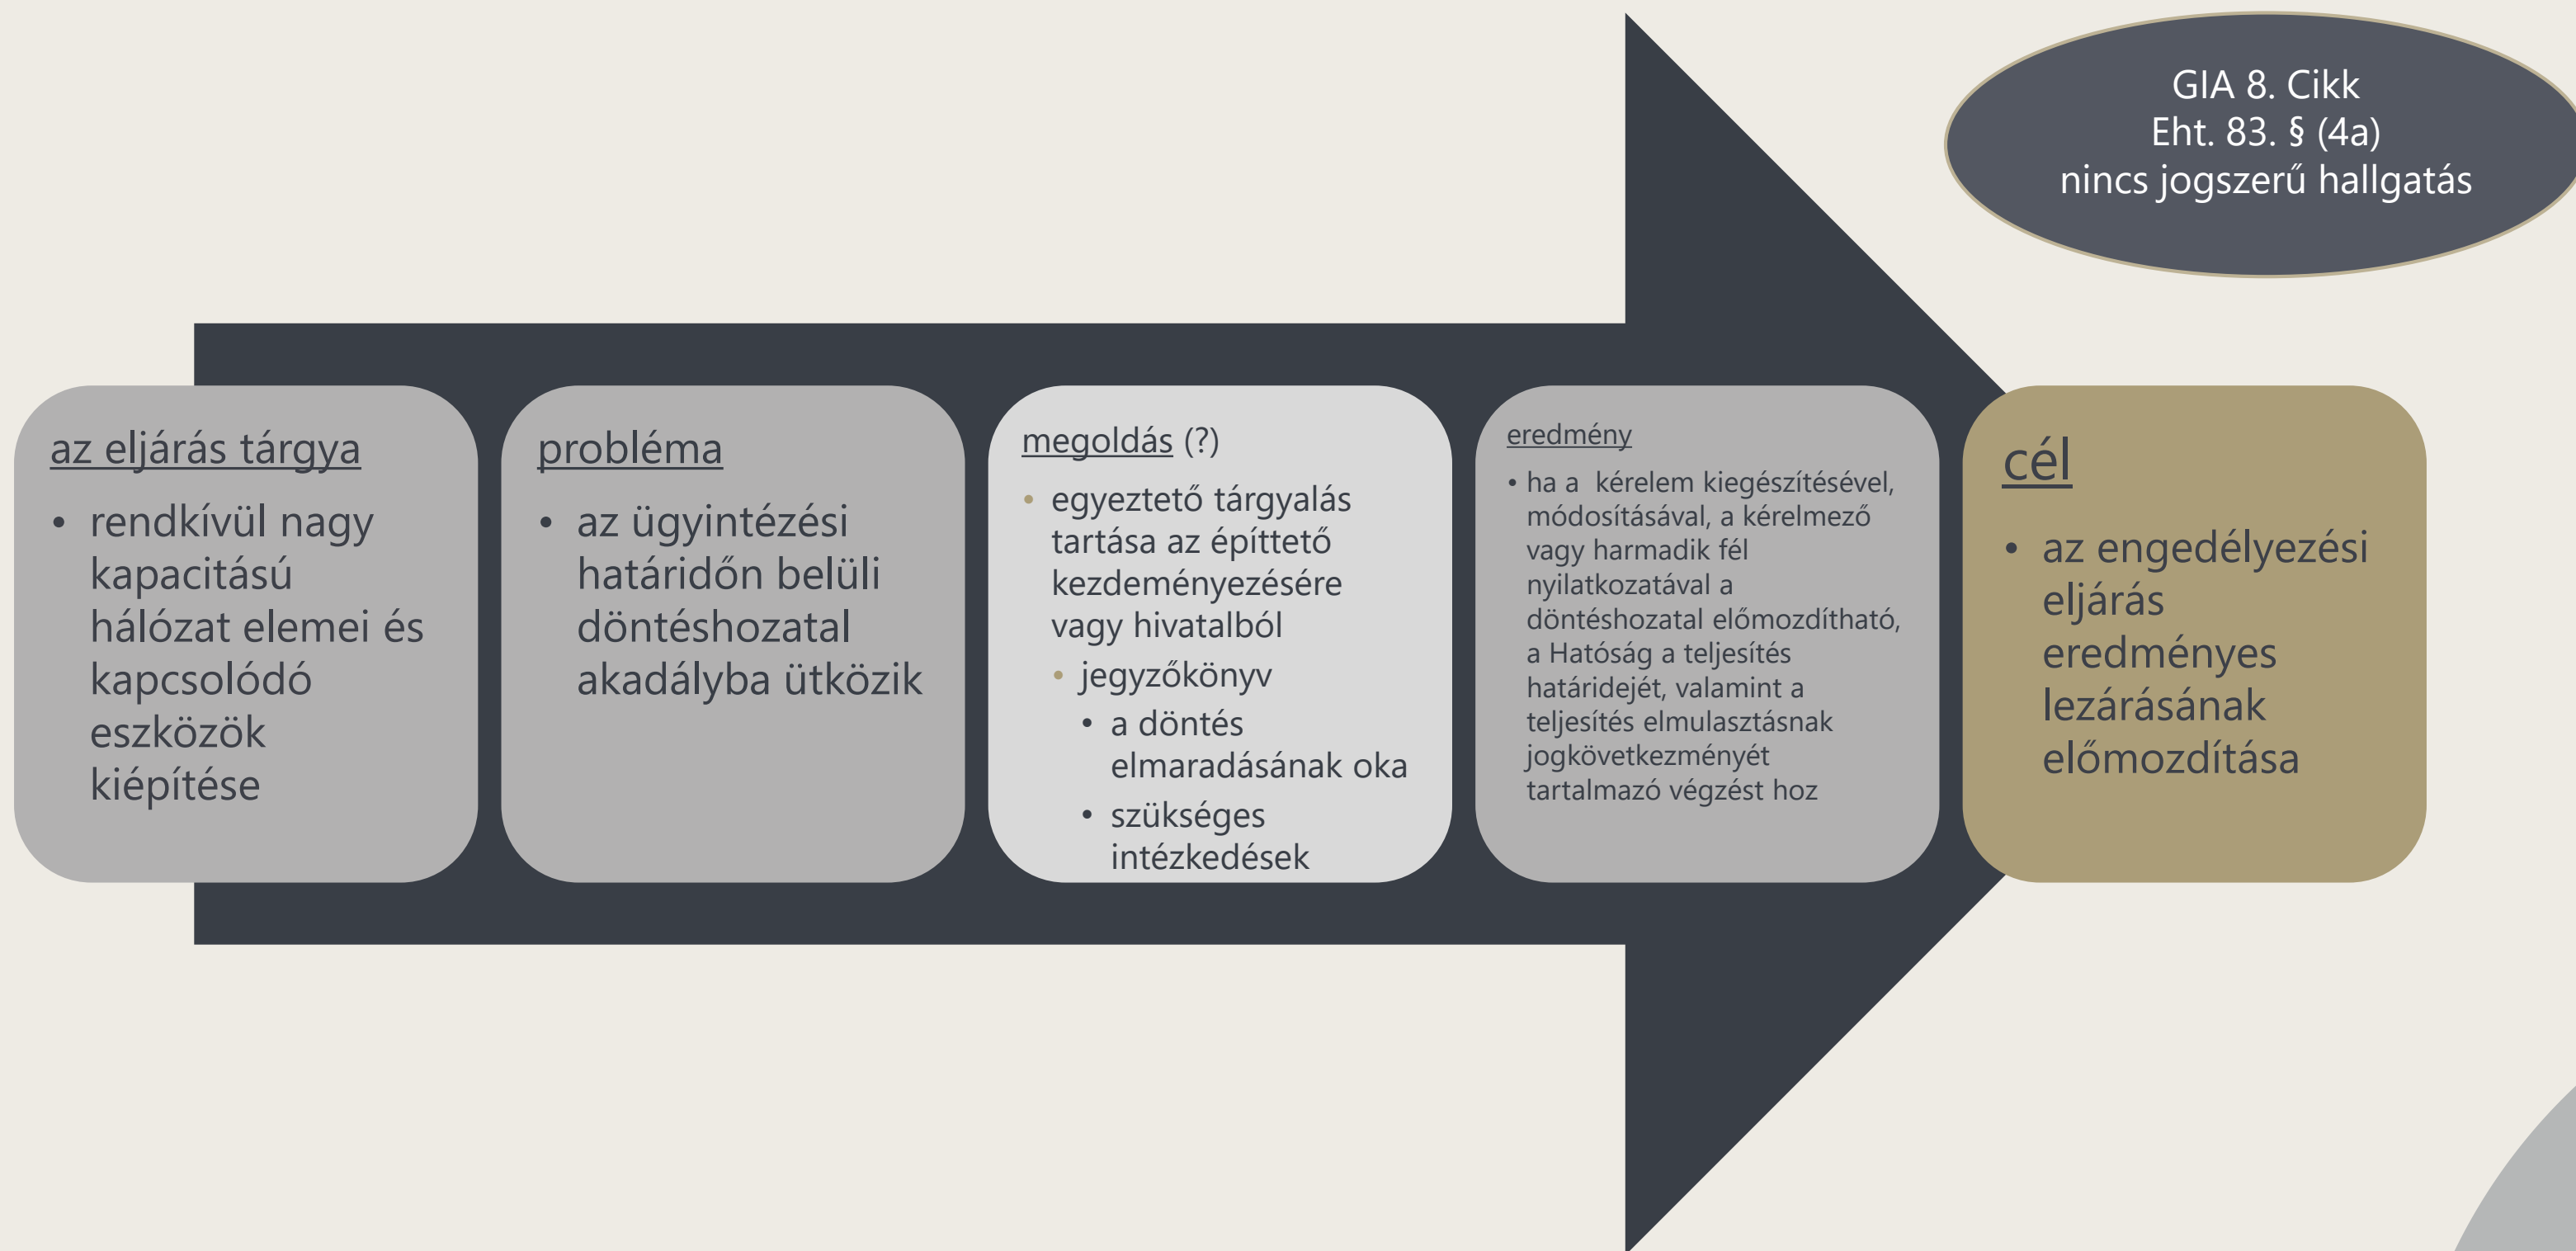 GIA 8. Cikk
Eht. 83. § (4a)
nincs jogszerű hallgatás
az eljárás tárgya
• rendkívül nagy
kapacitású
hálózat elemei és
kapcsolódó
eszközök
kiépítése
probléma
• az ügyintézési
határidőn belüli
döntéshozatal
akadályba ütközik
megoldás (?)
• egyeztető tárgyalás
tartása az építtető
kezdeményezésére
vagy hivatalból
• jegyzőkönyv
• a döntés
elmaradásának oka
• szükséges
intézkedések
eredmény
• ha a kérelem kiegészítésével,
módosításával, a kérelmező
vagy harmadik fél
nyilatkozatával a
döntéshozatal előmozdítható,
a Hatóság a teljesítés
határidejét, valamint a
teljesítés elmulasztásnak
jogkövetkezményét
tartalmazó végzést hoz
cél
• az engedélyezési
eljárás
eredményes
lezárásának
előmozdítása